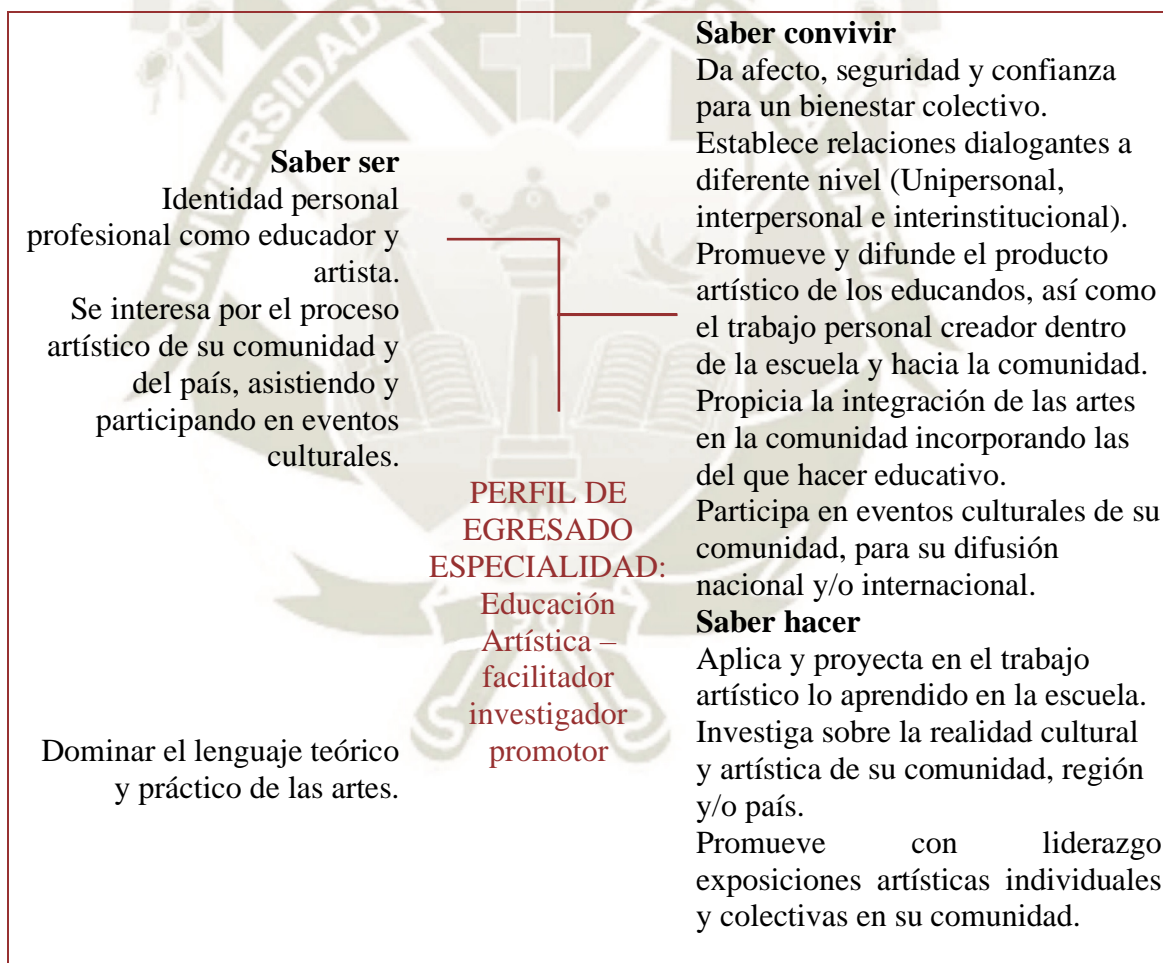 Saber ser
Identidad personal
profesional como educador y
artista.
Se interesa por el proceso
artístico de su comunidad y
del país, asistiendo y
participando en eventos
culturales.
Dominar el lenguaje teórico
y práctico de las artes.
PERFIL DE
EGRESADO
ESPECIALIDAD:
Educación
Artística –
facilitador
investigador
promotor
Saber convivir
Da afecto, seguridad y confianza
para un bienestar colectivo.
Establece relaciones dialogantes a
diferente nivel (Unipersonal,
interpersonal e interinstitucional).
Promueve y difunde el producto
artístico de los educandos, así como
el trabajo personal creador dentro
de la escuela y hacia la comunidad.
Propicia la integración de las artes
en la comunidad incorporando las
del que hacer educativo.
Participa en eventos culturales de su
comunidad, para su difusión
nacional y/o internacional.
Saber hacer
Aplica y proyecta en el trabajo
artístico lo aprendido en la escuela.
Investiga sobre la realidad cultural
y artística de su comunidad, región
y/o país.
Promueve con liderazgo
exposiciones artísticas individuales
y colectivas en su comunidad.
UNIVERSIDAD